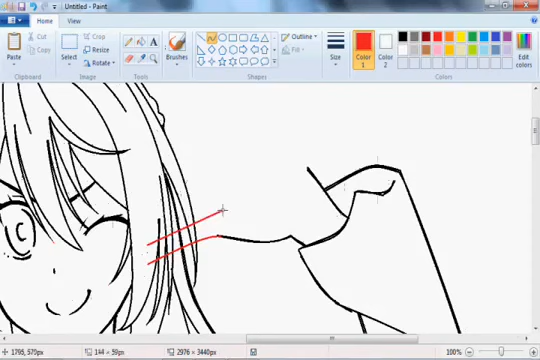 Untitled - Paint
Home View
Paste
Cut
Copy
Select
Crop
Resize
Rotate
Brushes
Outline
Fill
Size
Color 1
Color 2
Edit colors
Clipboard Image Tools Shapes Colors
1795, 570px 144 × 59px 2976 × 3440px 100%